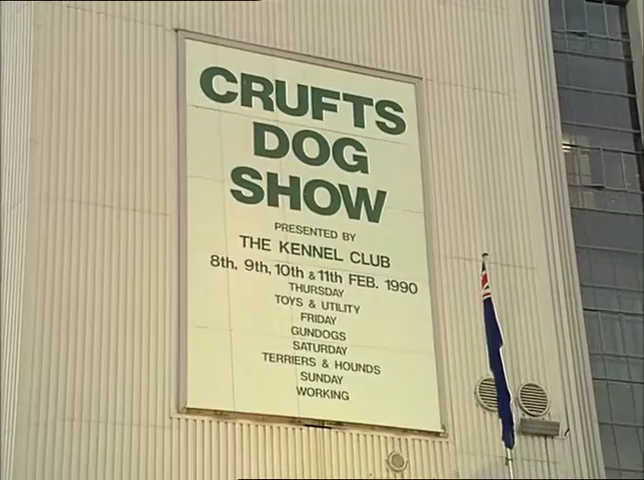 CRUFTS
DOG
SHOW
PRESENTED BY
THE KENNEL CLUB
8th, 9th, 10th & 11th FEB. 1990
THURSDAY
TOYS & UTILITY
FRIDAY
GUNDOGS
SATURDAY
TERRIERS & HOUNDS
SUNDAY
WORKING